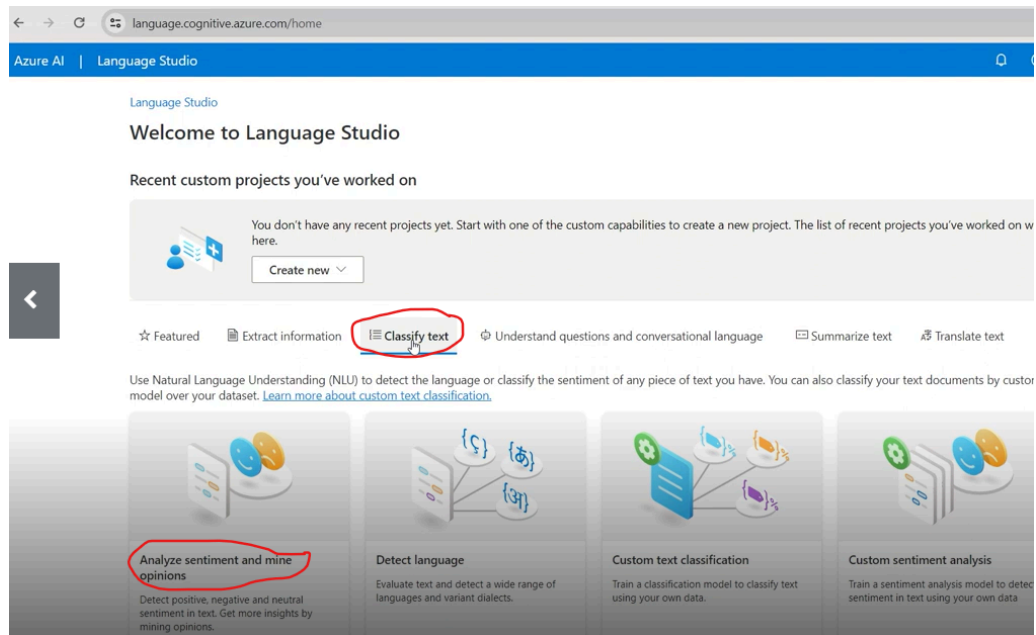 language.cognitive.azure.com/home
Azure AI | Language Studio
Language Studio
Welcome to Language Studio
Recent custom projects you've worked on
You don't have any recent projects yet. Start with one of the custom capabilities to create a new project. The list of recent projects you've worked on w
here.
Create new
Featured Extract information Classify text Understand questions and conversational language Summarize text Translate text
Use Natural Language Understanding (NLU) to detect the language or classify the sentiment of any piece of text you have. You can also classify your text documents by custo
model over your dataset. Learn more about custom text classification.
{ç}
{あ}
{अ}
Analyze sentiment and mine
opinions
Detect positive, negative and neutral
sentiment in text. Get more insights by
mining opinions.
Detect language
Evaluate text and detect a wide range of
languages and variant dialects.
Custom text classification
Train a classification model to classify text
using your own data.
Custom sentiment analysis
Train a sentiment analysis model to detec
sentiment in text using your own data